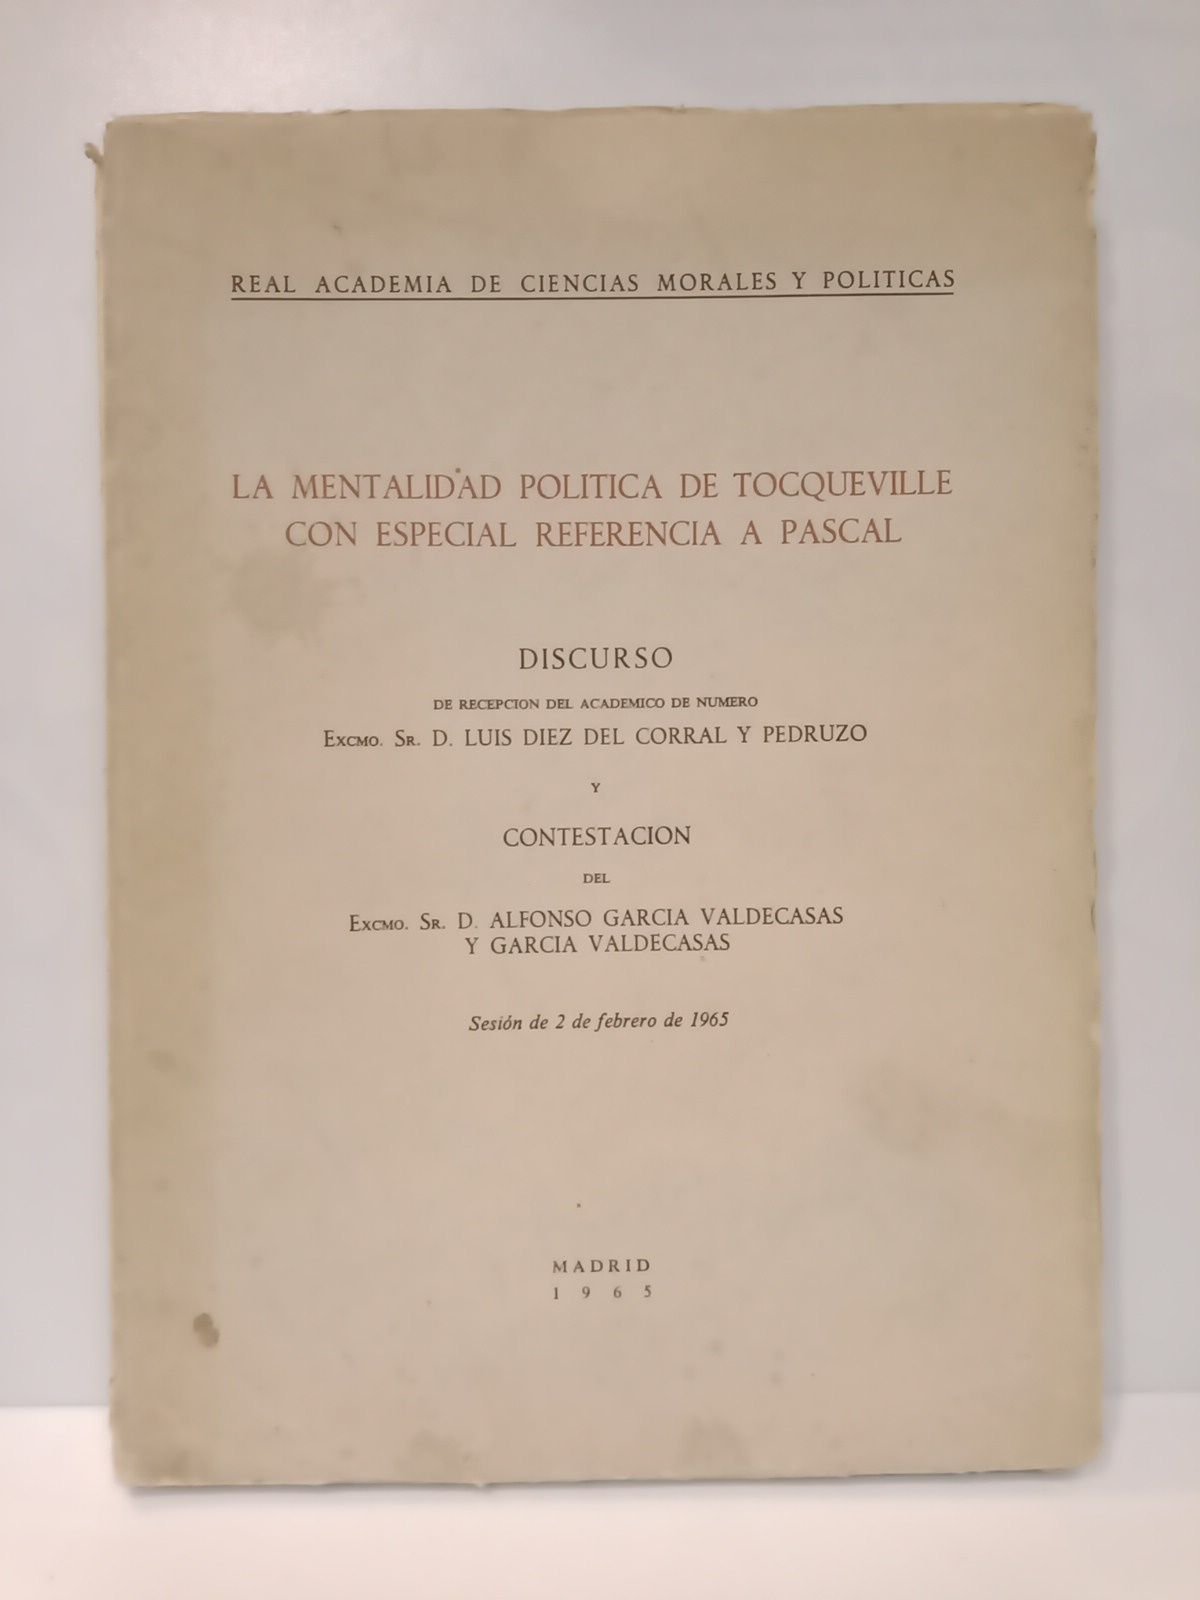 REAL ACADEMIA DE CIENCIAS MORALES Y POLITICAS
LA MENTALIDAD POLITICA DE TOCQUEVILLE
CON ESPECIAL REFERENCIA A PASCAL
DISCURSO
DE RECEPCION DEL ACADEMICO DE NUMERO
EXCMO. SR. D. LUIS DIEZ DEL CORRAL Y PEDRUZO
Y
CONTESTACION
DEL
EXCMO. SR. D. ALFONSO GARCIA VALDECASAS
Y GARCIA VALDECASAS
Sesión de 2 de febrero de 1965
MADRID
1965